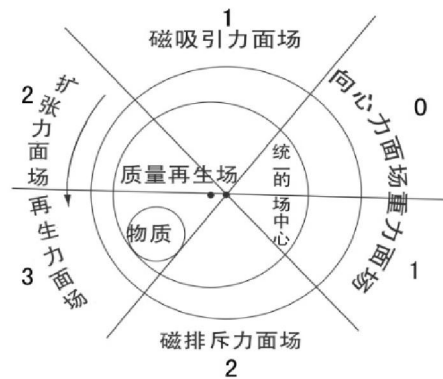 1
磁吸引力面场
2
扩张力面场
向心力面场
0
质量再生场
统一的场中心
再生力面场
物质
重力面场
3
1
磁排斥力面场
2